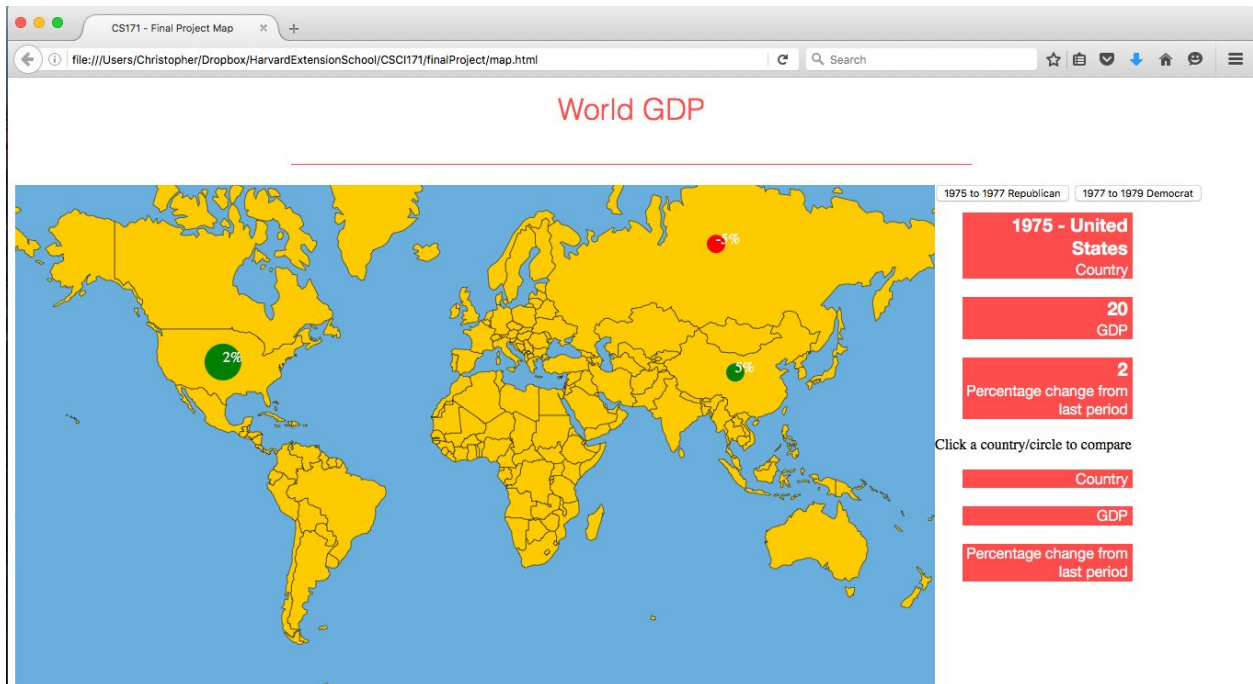 CS171 - Final Project Map
file:///Users/Christopher/Dropbox/HarvardExtensionSchool/CSCI171/finalProject/map.html
Search
World GDP
1975 to 1977 Republican
1977 to 1979 Democrat
-5%
2%
5%
1975 - United
States
Country
20
GDP
2
Percentage change from
last period
Click a country/circle to compare
Country
GDP
Percentage change from
last period